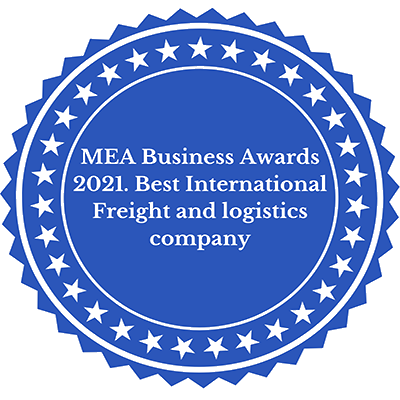 MEA Business Awards
2021. Best International
Freight and logistics
company